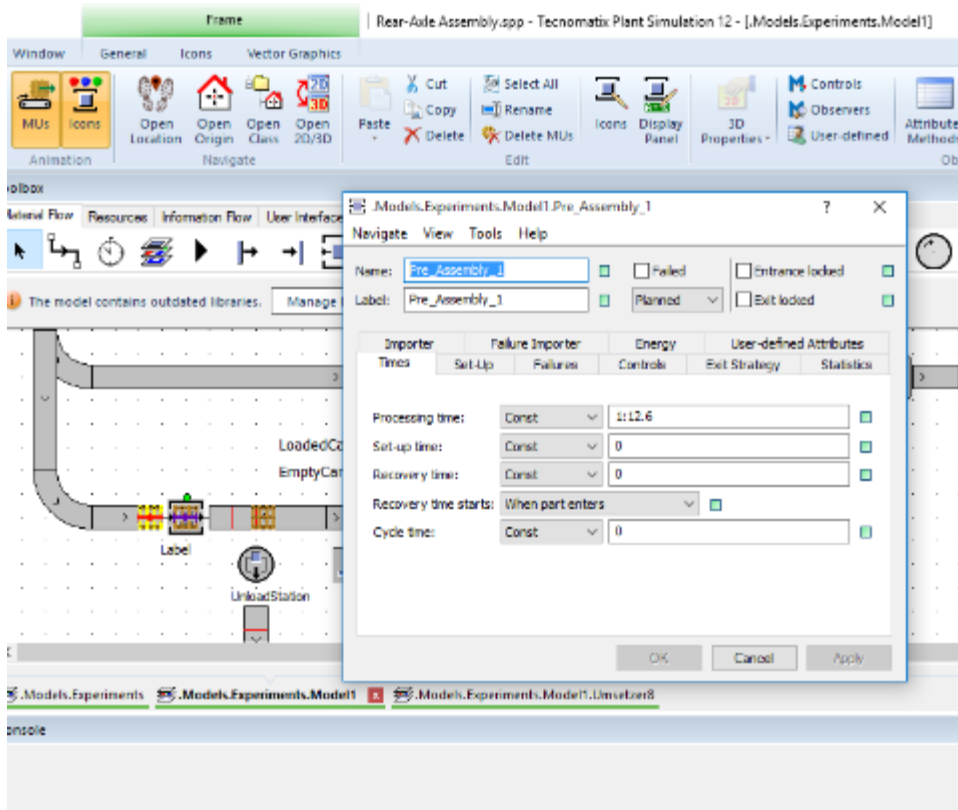 Frame
Rear-Axle Assembly.spp - Tecnomatix Plant Simulation 12 - [.Models.Experiments.Model1]
Window General Icons Vector Graphics
MUs Icons
Open Location Open Origin Open Class Open 2D/3D
Paste
Cut
Copy
Delete
Select All
Rename
Delete MUs
Icons Display Panel
3D Properties
Controls
Observers
User-defined
Attribute
Methods
Animation Navigate Edit Ob
oolbox
Material Flow Resources Information Flow User Interface
The model contains outdated libraries. Manage
.Models.Experiments.Model1.Pre_Assembly_1 ? X
Navigate View Tools Help
Name: Pre_Assembly_1 Failed Entrance locked
Label: Pre_Assembly_1 Planned Exit locked
Importer Failure Importer Energy User-defined Attributes
Times Set-Up Failures Controls Exit Strategy Statistics
Processing time: Const 1:12.6
Set-up time: Const 0
Recovery time: Const 0
Recovery time starts: When part enters
Cycle time: Const 0
OK Cancel Apply
LoadedCa
EmptyCar
Label
UnloadStation
.Models.Experiments .Models.Experiments.Model1 x .Models.Experiments.Model1.Umsetzer8
onsole